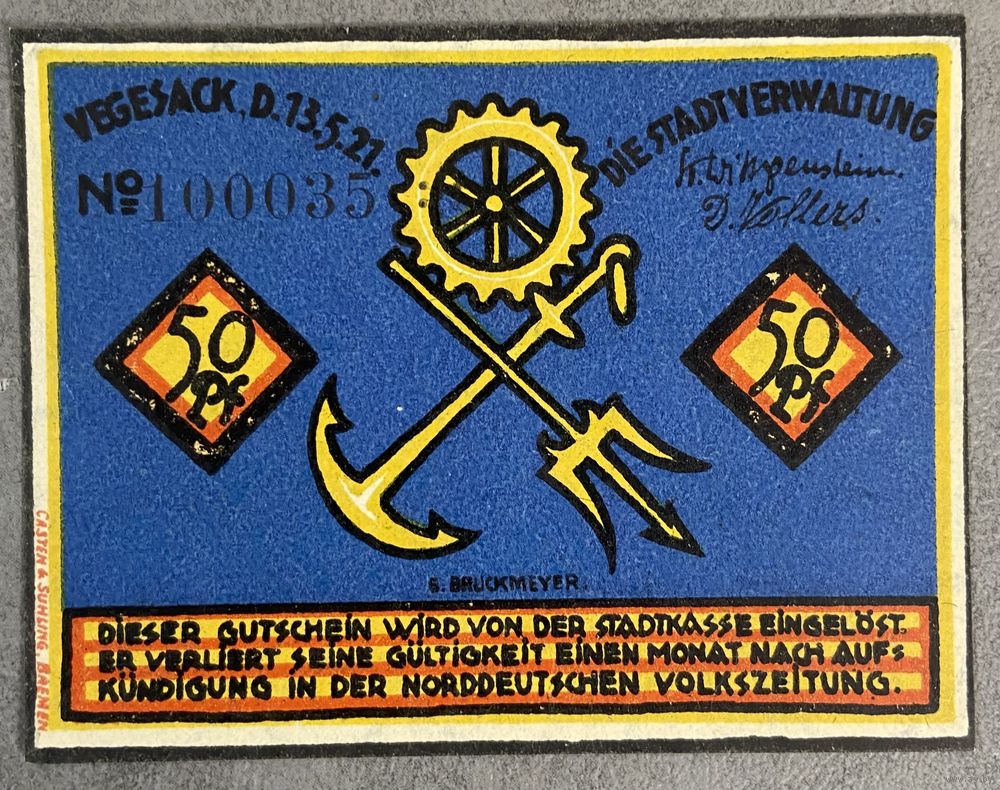 VEGESACK, D. 13.5.21.
DIE STADTVERWALTUNG
No 100035
D. Vollers.
50
Pf
50
Pf
G. BRUCKMEYER.
DIESER GUTSCHEIN WIRD VON DER STADTKASSE EINGELÖST.
ER VERLIERT SEINE GÜLTIGKEIT EINEN MONAT NACH AUF=
KÜNDIGUNG IN DER NORDDEUTSCHEN VOLKSZEITUNG.
CASTEN & SUHLING, BREMEN